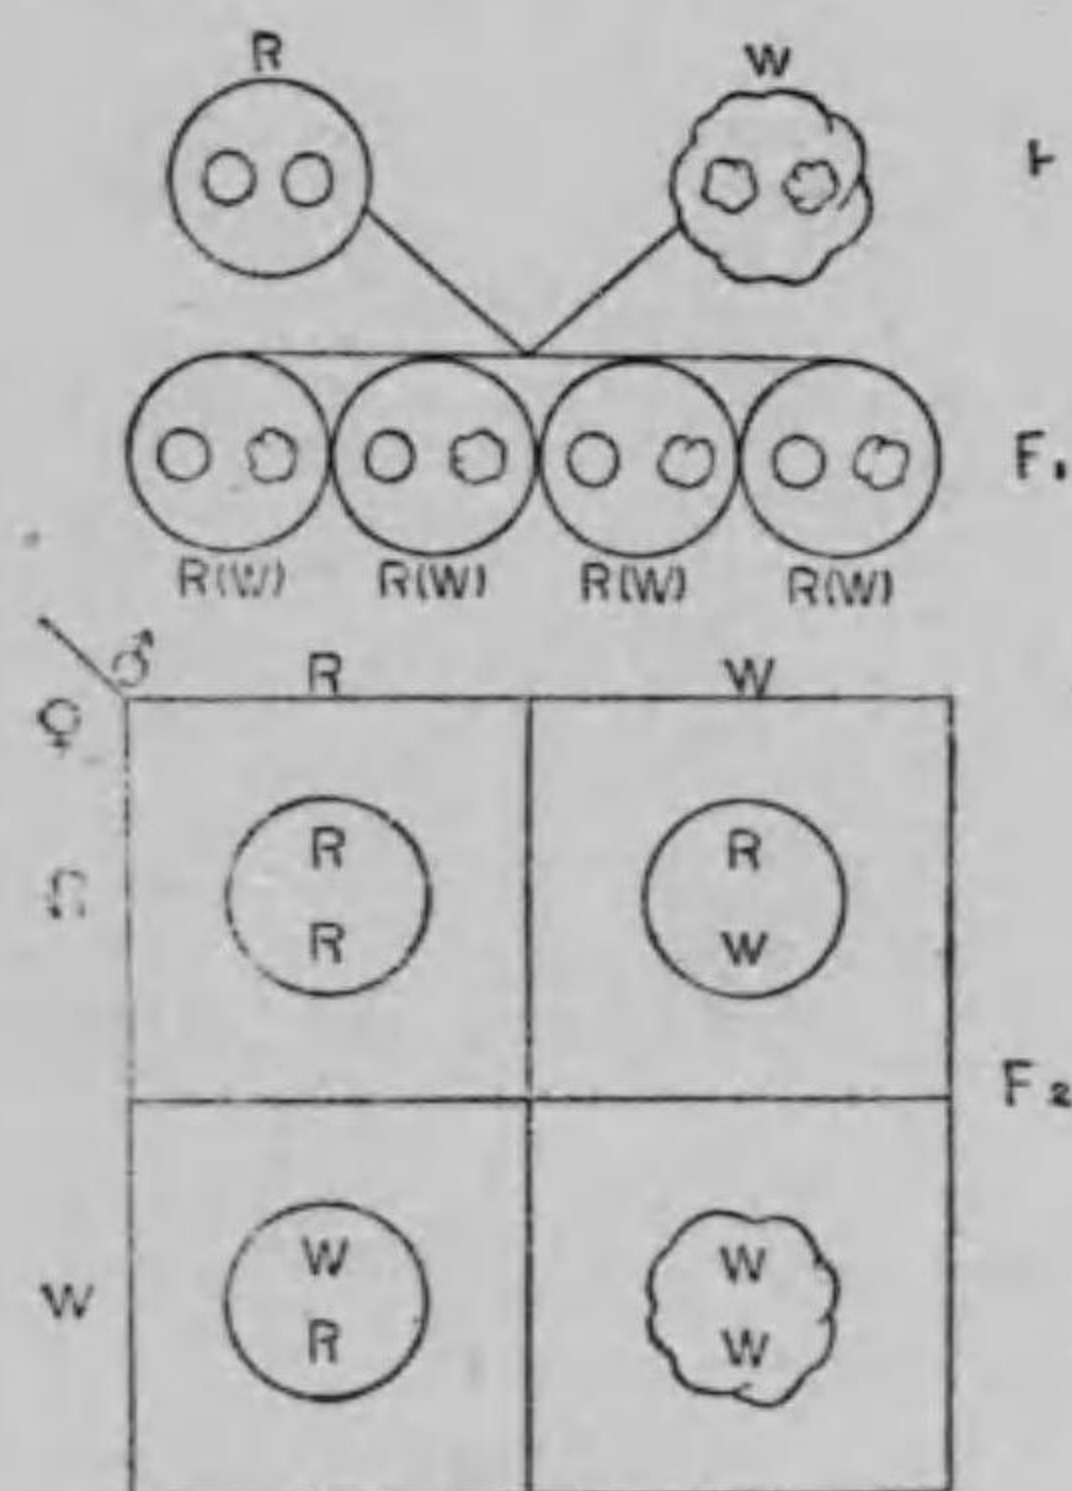 R W
F₁
R(W) R(W) R(W) R(W)
♂ R W
♀
R R
R W
F₂
W R
W W W